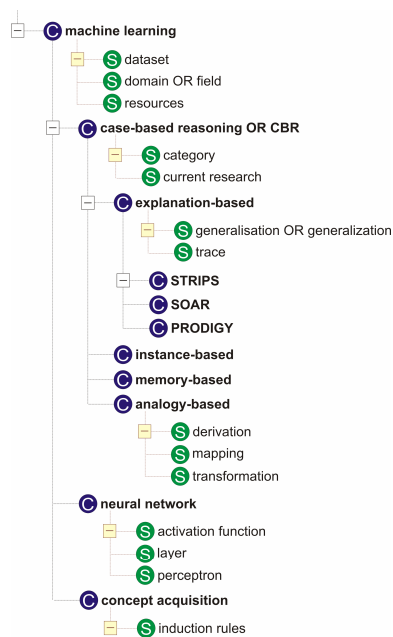 C machine learning
S dataset
S domain OR field
S resources
C case-based reasoning OR CBR
S category
S current research
C explanation-based
S generalisation OR generalization
S trace
C STRIPS
C SOAR
C PRODIGY
C instance-based
C memory-based
C analogy-based
S derivation
S mapping
S transformation
C neural network
S activation function
S layer
S perceptron
C concept acquisition
S induction rules